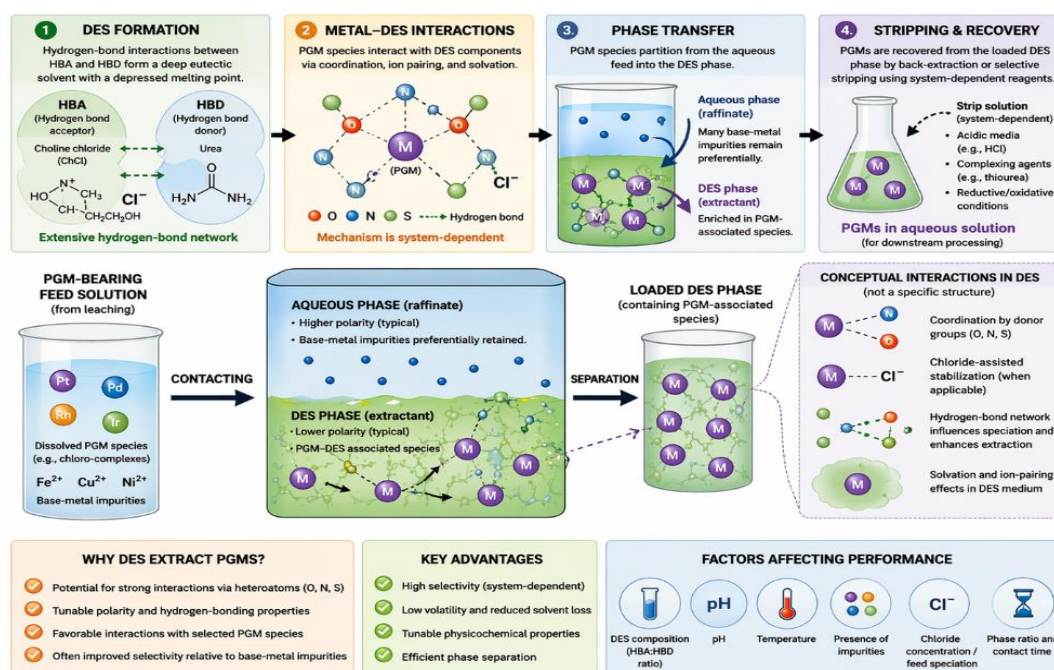 1
DES FORMATION
Hydrogen-bond interactions between
HBA and HBD form a deep eutectic
solvent with a depressed melting point.
HBA
(Hydrogen bond
acceptor)
Choline chloride
(ChCl)
N+
HO
CH3
CH
CH2CH2OH
Cl−
HBD
(Hydrogen bond
donor)
Urea
O
H2N
NH2
Extensive hydrogen-bond network
2
METAL–DES INTERACTIONS
PGM species interact with DES components
via coordination, ion pairing, and solvation.
N
O
O
M
(PGM)
N
N
N
Cl−
O N S Hydrogen bond
Mechanism is system-dependent
3.
PHASE TRANSFER
PGM species partition from the aqueous
feed into the DES phase.
Aqueous phase
(raffinate)
Many base-metal
impurities remain
preferentially.
DES phase
(extractant)
Enriched in PGM-
associated species.
M M
M M
4.
STRIPPING & RECOVERY
PGMs are recovered from the loaded DES
phase by back-extraction or selective
stripping using system-dependent reagents.
Strip solution
(system-dependent)
• Acidic media
(e.g., HCl)
• Complexing agents
(e.g., thiourea)
• Reductive/oxidative
conditions
M
M M
PGMs in aqueous solution
(for downstream processing)
PGM-BEARING
FEED SOLUTION
(from leaching)
Pt Pd
Rh Ir
Dissolved PGM species
(e.g., chloro-complexes)
Fe2+ Cu2+ Ni2+
Base-metal impurities
CONTACTING
AQUEOUS PHASE (raffinate)
• Higher polarity (typical)
• Base-metal impurities preferentially retained.
DES PHASE (extractant)
• Lower polarity (typical)
• PGM–DES associated species
M M M M M
SEPARATION
LOADED DES PHASE
(containing PGM-associated
species)
M M
M M
M M
CONCEPTUAL INTERACTIONS IN DES
(not a specific structure)
M N O
Coordination by donor
groups (O, N, S)
M Cl−
Chloride-assisted
stabilization (when
applicable)
Hydrogen-bond network
influences speciation and
enhances extraction
M
Solvation and ion-pairing
effects in DES medium
WHY DES EXTRACT PGMS?
Potential for strong interactions via heteroatoms (O, N, S)
Tunable polarity and hydrogen-bonding properties
Favorable interactions with selected PGM species
Often improved selectivity relative to base-metal impurities
KEY ADVANTAGES
High selectivity (system-dependent)
Low volatility and reduced solvent loss
Tunable physicochemical properties
Efficient phase separation
FACTORS AFFECTING PERFORMANCE
DES composition
(HBA:HBD
ratio)
pH
pH
Temperature
Presence of
impurities
Cl−
Chloride
concentration /
feed speciation
Phase ratio and
contact time